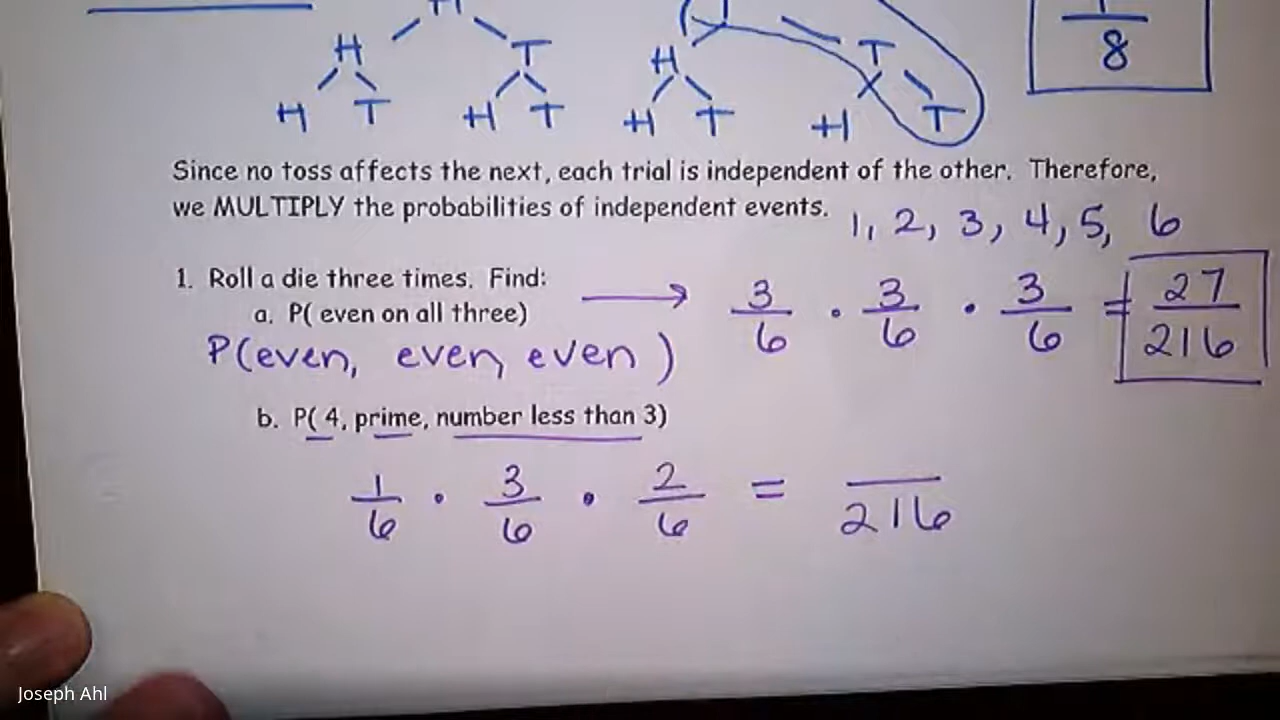 H
H T 1/8
H T
H T H T H T H T
Since no toss affects the next, each trial is independent of the other. Therefore,
we MULTIPLY the probabilities of independent events.
1, 2, 3, 4, 5, 6
1. Roll a die three times. Find:
a. P( even on all three) → 3/6 · 3/6 · 3/6 = 27/216
P(even, even, even )
b. P( 4, prime, number less than 3)
1/6 · 3/6 · 2/6 = /216
Joseph Ahl